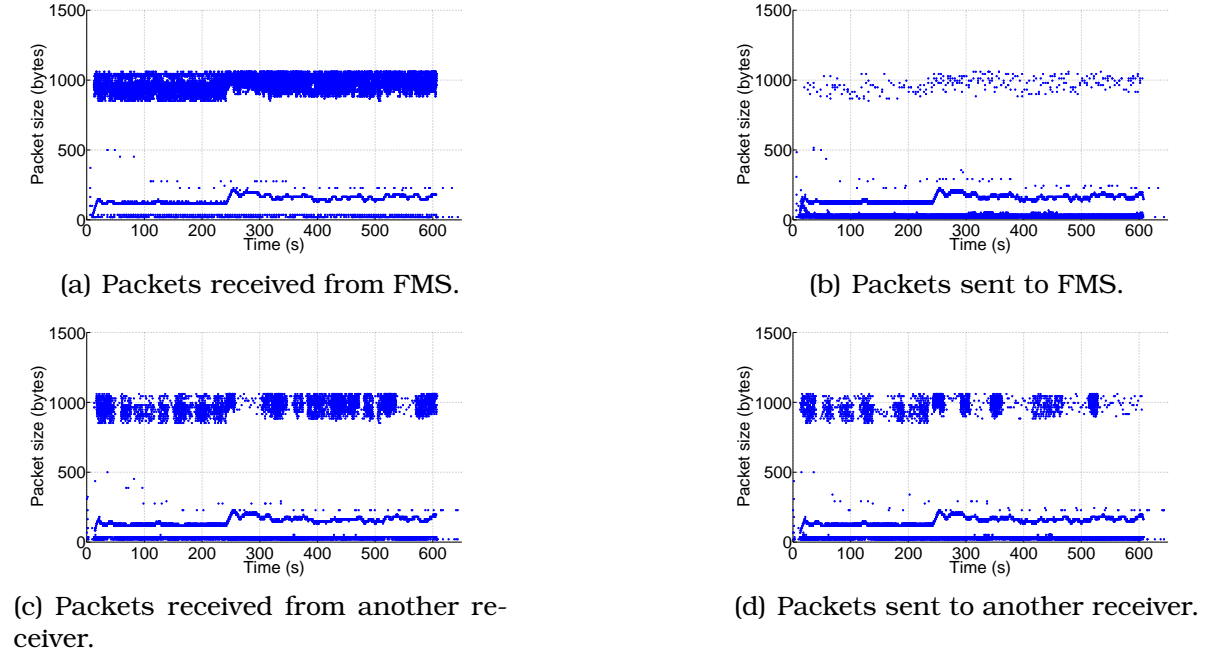 1500
1000
500
0
Packet size (bytes)
0 100 200 300 400 500 600
Time (s)
(a) Packets received from FMS.
1500
1000
500
0
Packet size (bytes)
0 100 200 300 400 500 600
Time (s)
(b) Packets sent to FMS.
1500
1000
500
0
Packet size (bytes)
0 100 200 300 400 500 600
Time (s)
(c) Packets received from another re-
ceiver.
1500
1000
500
0
Packet size (bytes)
0 100 200 300 400 500 600
Time (s)
(d) Packets sent to another receiver.